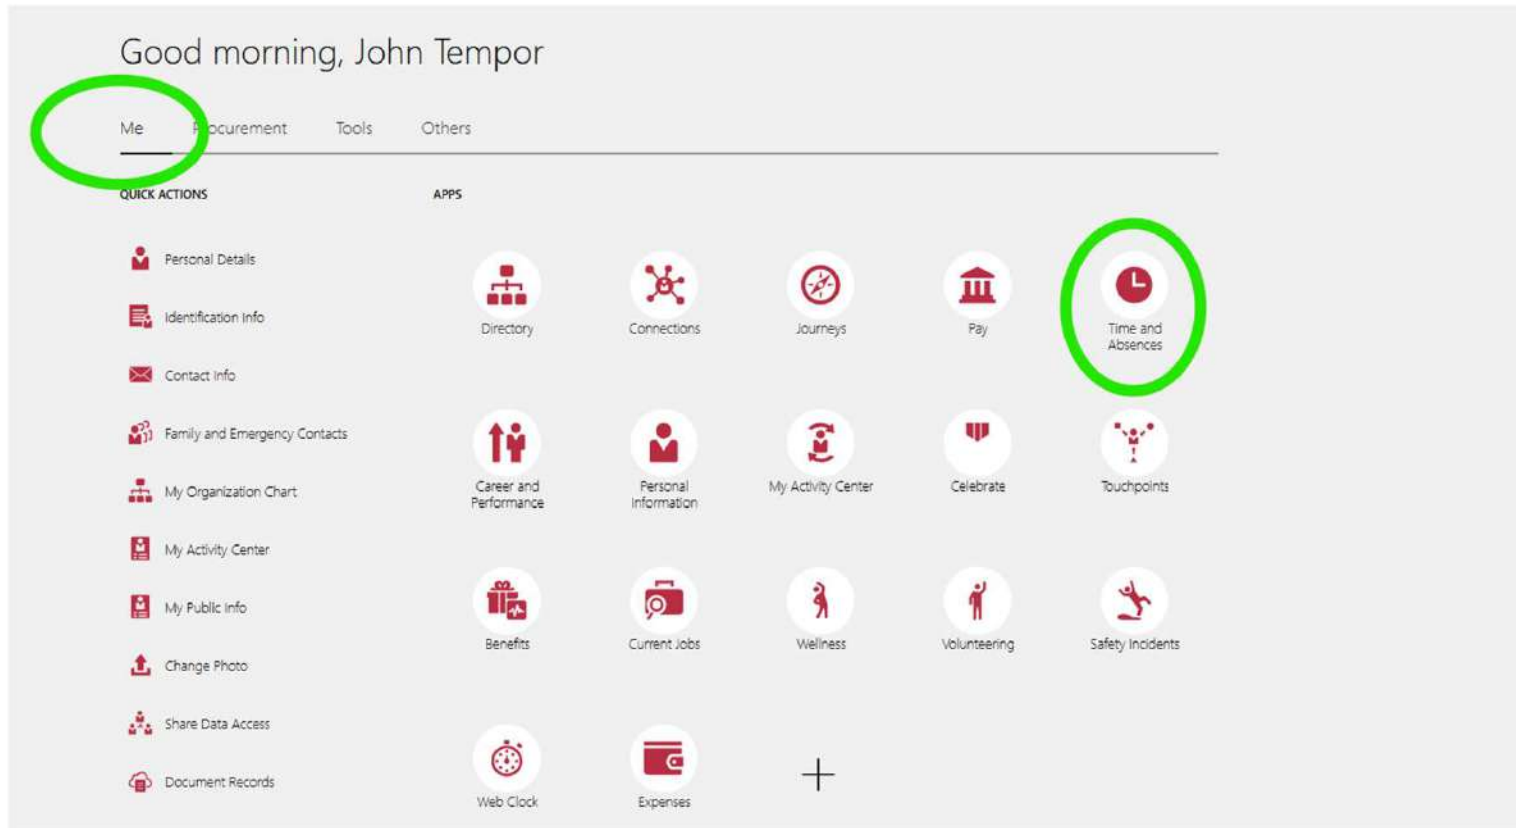 Good morning, John Tempor
Me Procurement Tools Others
QUICK ACTIONS
Personal Details
Identification Info
Contact Info
Family and Emergency Contacts
My Organization Chart
My Activity Center
My Public Info
Change Photo
Share Data Access
Document Records
APPS
Directory
Connections
Journeys
Pay
Time and
Absences
Career and
Performance
Personal
Information
My Activity Center
Celebrate
Touchpoints
Benefits
Current Jobs
Wellness
Volunteering
Safety Incidents
Web Clock
Expenses